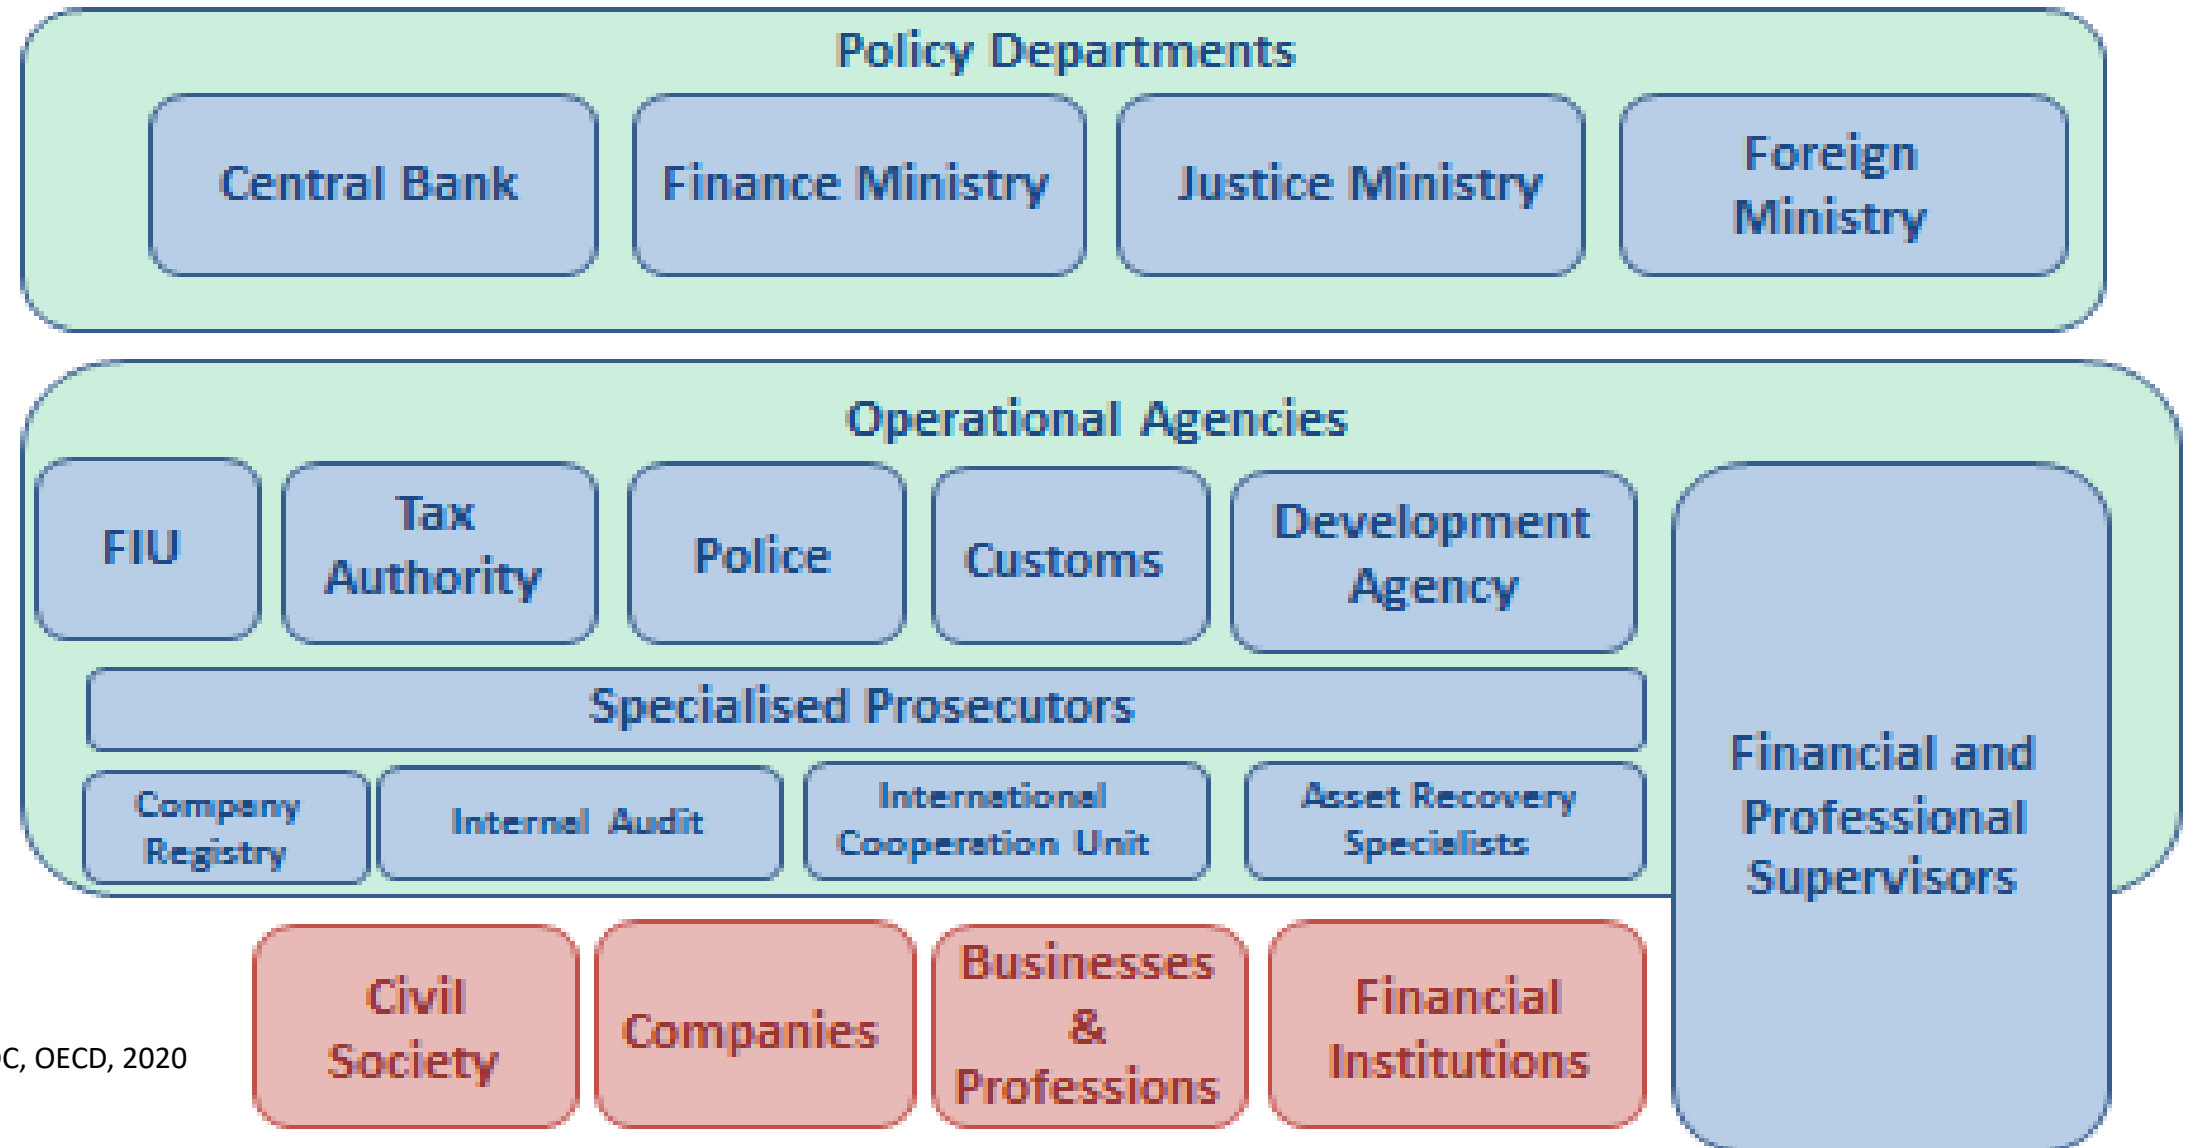 Policy Departments
Central Bank
Finance Ministry
Justice Ministry
Foreign
Ministry
Operational Agencies
FIU
Tax
Authority
Police
Customs
Development
Agency
Specialised Prosecutors
Company
Registry
Internal Audit
International
Cooperation Unit
Asset Recovery
Specialists
Financial and
Professional
Supervisors
Civil
Society
Companies
Businesses
&
Professions
Financial
Institutions
OECD, 2020